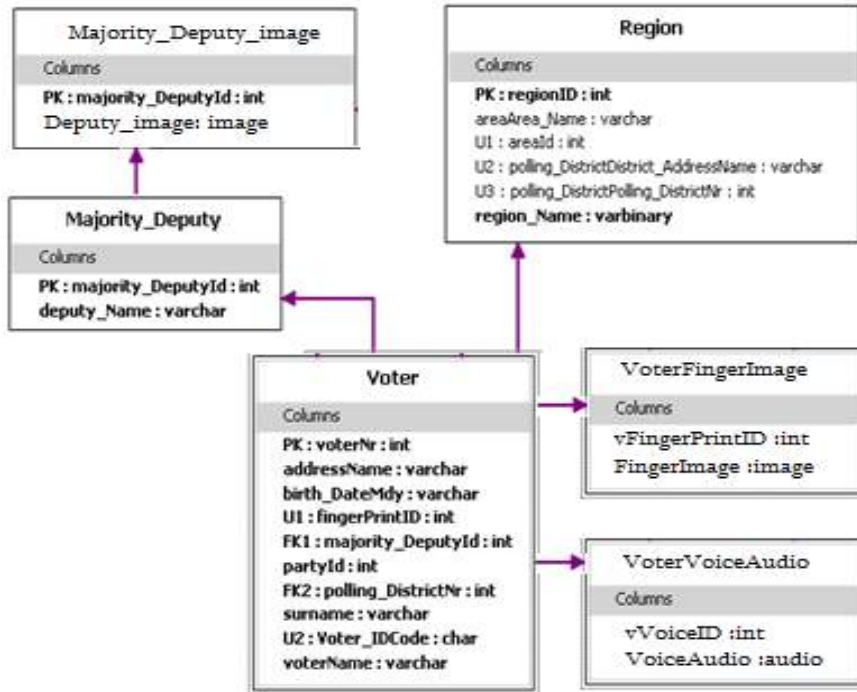 Majority_Deputy_image
Columns
PK : majority_DeputyId : int
Deputy_image: image
Region
Columns
PK : regionID : int
areaArea_Name : varchar
U1 : areaId : int
U2 : polling_DistrictDistrict_AddressName : varchar
U3 : polling_DistrictPolling_DistrictNr : int
region_Name : varbinary
Majority_Deputy
Columns
PK : majority_DeputyId : int
deputy_Name : varchar
Voter
Columns
PK : voterNr : int
addressName : varchar
birth_DateMdy : varchar
U1 : fingerPrintID : int
FK1 : majority_DeputyId : int
partyId : int
FK2 : polling_DistrictNr : int
surname : varchar
U2 : Voter_IDCode : char
voterName : varchar
VoterFingerImage
Columns
vFingerPrintID :int
FingerImage :image
VoterVoiceAudio
Columns
vVoiceID :int
VoiceAudio :audio